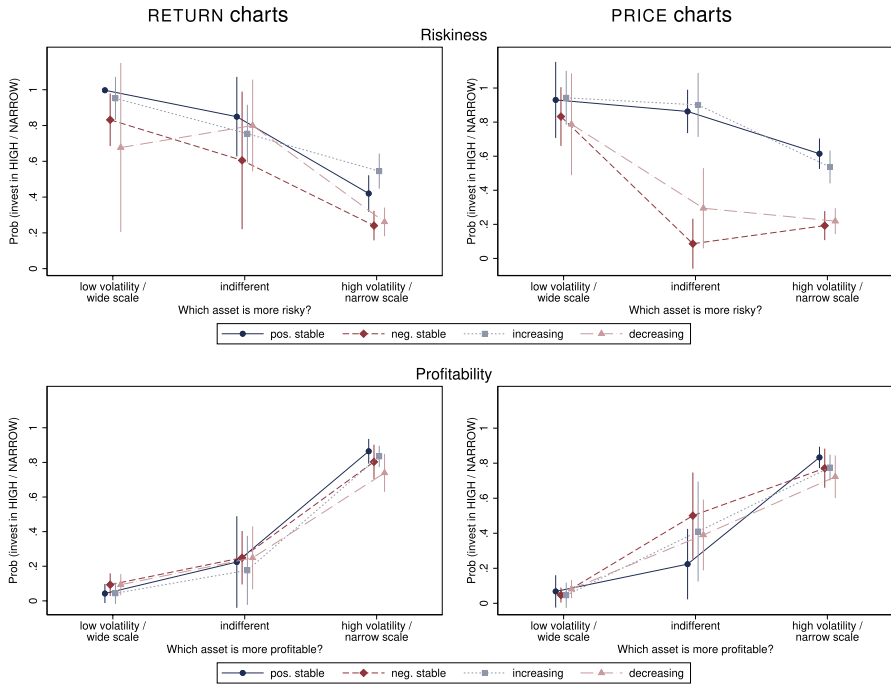 RETURN charts
PRICE charts
Riskiness
Prob (invest in HIGH / NARROW)
1
.8
.6
.4
.2
0
low volatility /
wide scale
indifferent
high volatility /
narrow scale
Which asset is more risky?
Prob (invest in HIGH / NARROW)
1
.8
.6
.4
.2
0
low volatility /
wide scale
indifferent
high volatility /
narrow scale
Which asset is more risky?
pos. stable
neg. stable
increasing
decreasing
Profitability
Prob (invest in HIGH / NARROW)
1
.8
.6
.4
.2
0
low volatility /
wide scale
indifferent
high volatility /
narrow scale
Which asset is more profitable?
Prob (invest in HIGH / NARROW)
1
.8
.6
.4
.2
0
low volatility /
wide scale
indifferent
high volatility /
narrow scale
Which asset is more profitable?
pos. stable
neg. stable
increasing
decreasing